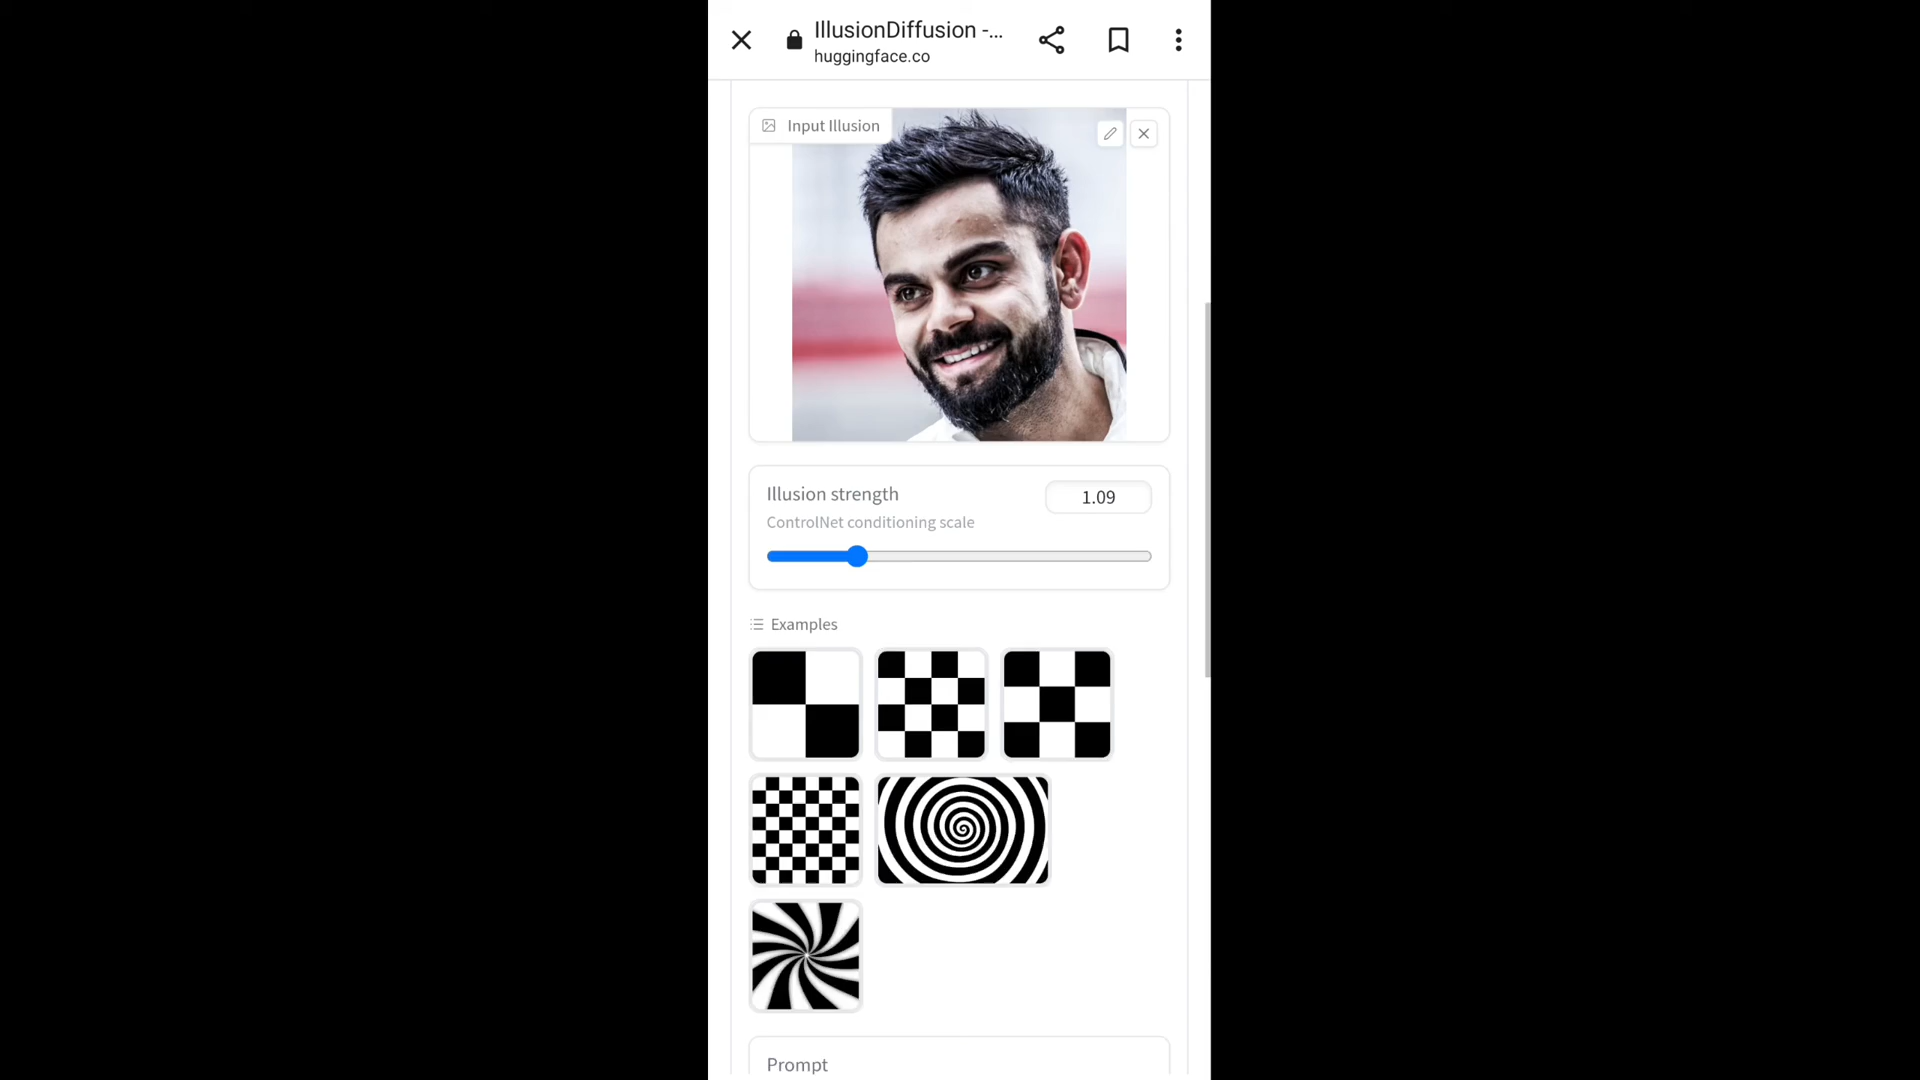 IllusionDiffusion -...
huggingface.co
Input Illusion
Illusion strength
1.09
ControlNet conditioning scale
Examples
Prompt